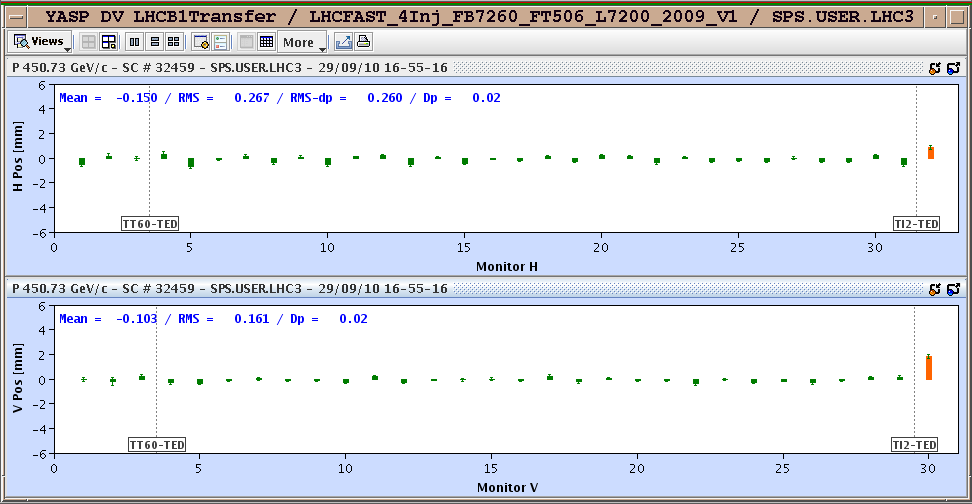 YASP DV LHCB1Transfer / LHCFAST_4Inj_FB7260_FT506_L7200_2009_V1 / SPS.USER.LHC3
Views More
P 450.73 GeV/c - SC # 32459 - SPS.USER.LHC3 - 29/09/10 16-55-16
Mean = -0.150 / RMS = 0.267 / RMS-dp = 0.260 / Dp = 0.02
H Pos [mm]
6
4
2
0
-2
-4
-6
TT60-TED TI2-TED
0 5 10 15 20 25 30
Monitor H
P 450.73 GeV/c - SC # 32459 - SPS.USER.LHC3 - 29/09/10 16-55-16
Mean = -0.103 / RMS = 0.161 / Dp = 0.02
V Pos [mm]
6
4
2
0
-2
-4
-6
TT60-TED TI2-TED
0 5 10 15 20 25 30
Monitor V